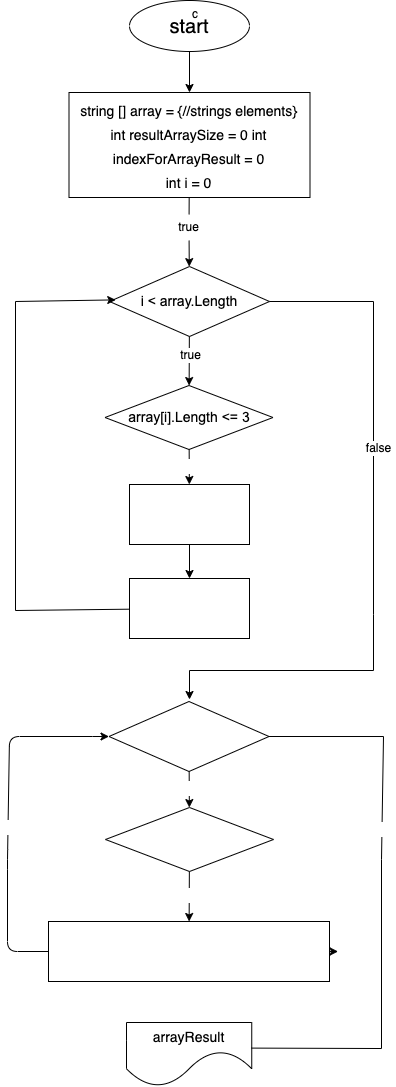 c
start
string [] array = {//strings elements}
int resultArraySize = 0 int
indexForArrayResult = 0
int i = 0
true
i < array.Length
true
array[i].Length <= 3
false
arrayResult